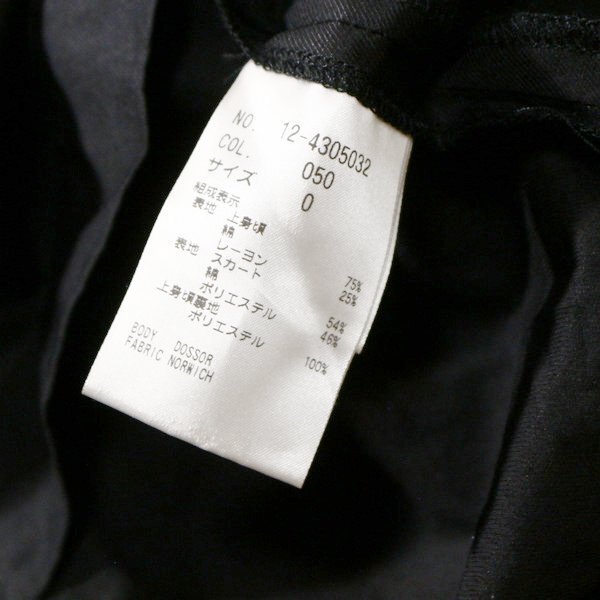 NO. 12-4305032
COL. 050
サイズ 0
組成表示
表地 上身頃
綿 75%
レーヨン 25%
表地 スカート
綿 54%
ポリエステル 46%
上身頃裏地
ポリエステル 100%
BODY DOSSOR
FABRIC NORWICH